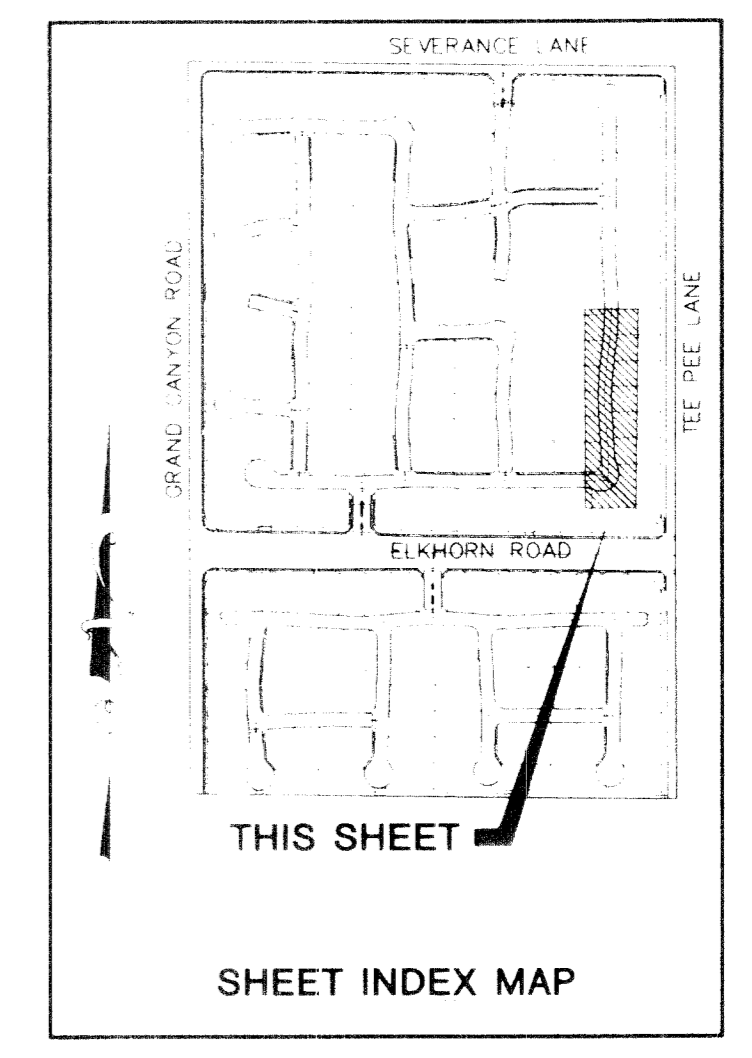 SEVERANCE LANE
GRAND CANYON ROAD
TEE PEE LANE
ELKHORN ROAD
THIS SHEET
SHEET INDEX MAP